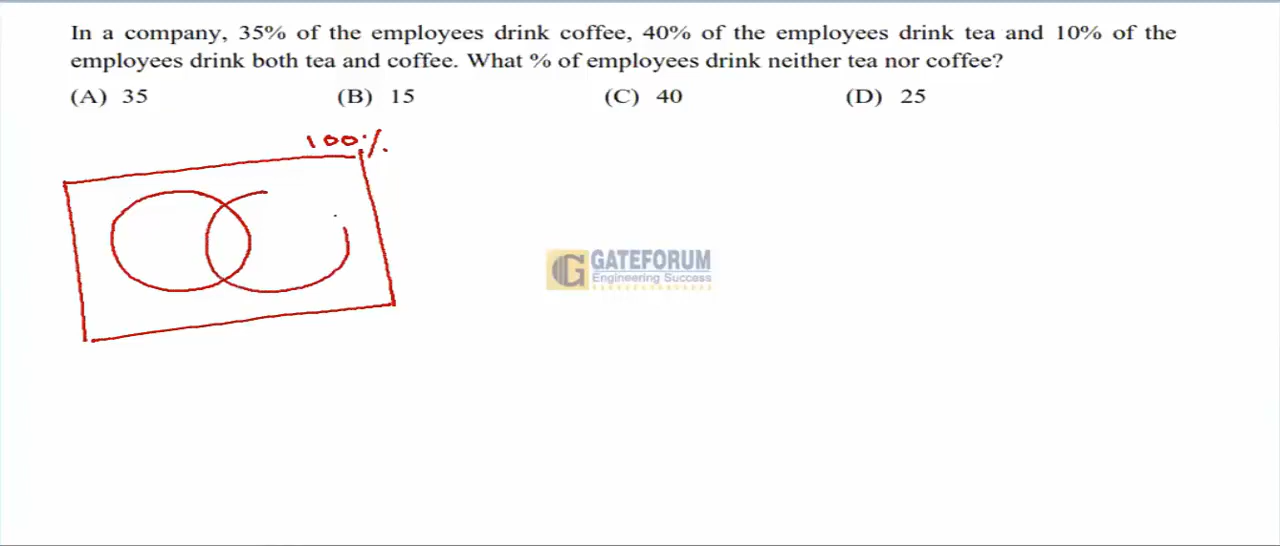 In a company, 35% of the employees drink coffee, 40% of the employees drink tea and 10% of the
employees drink both tea and coffee. What % of employees drink neither tea nor coffee?
(A) 35 (B) 15 (C) 40 (D) 25
100%
GATEFORUM
Engineering Success